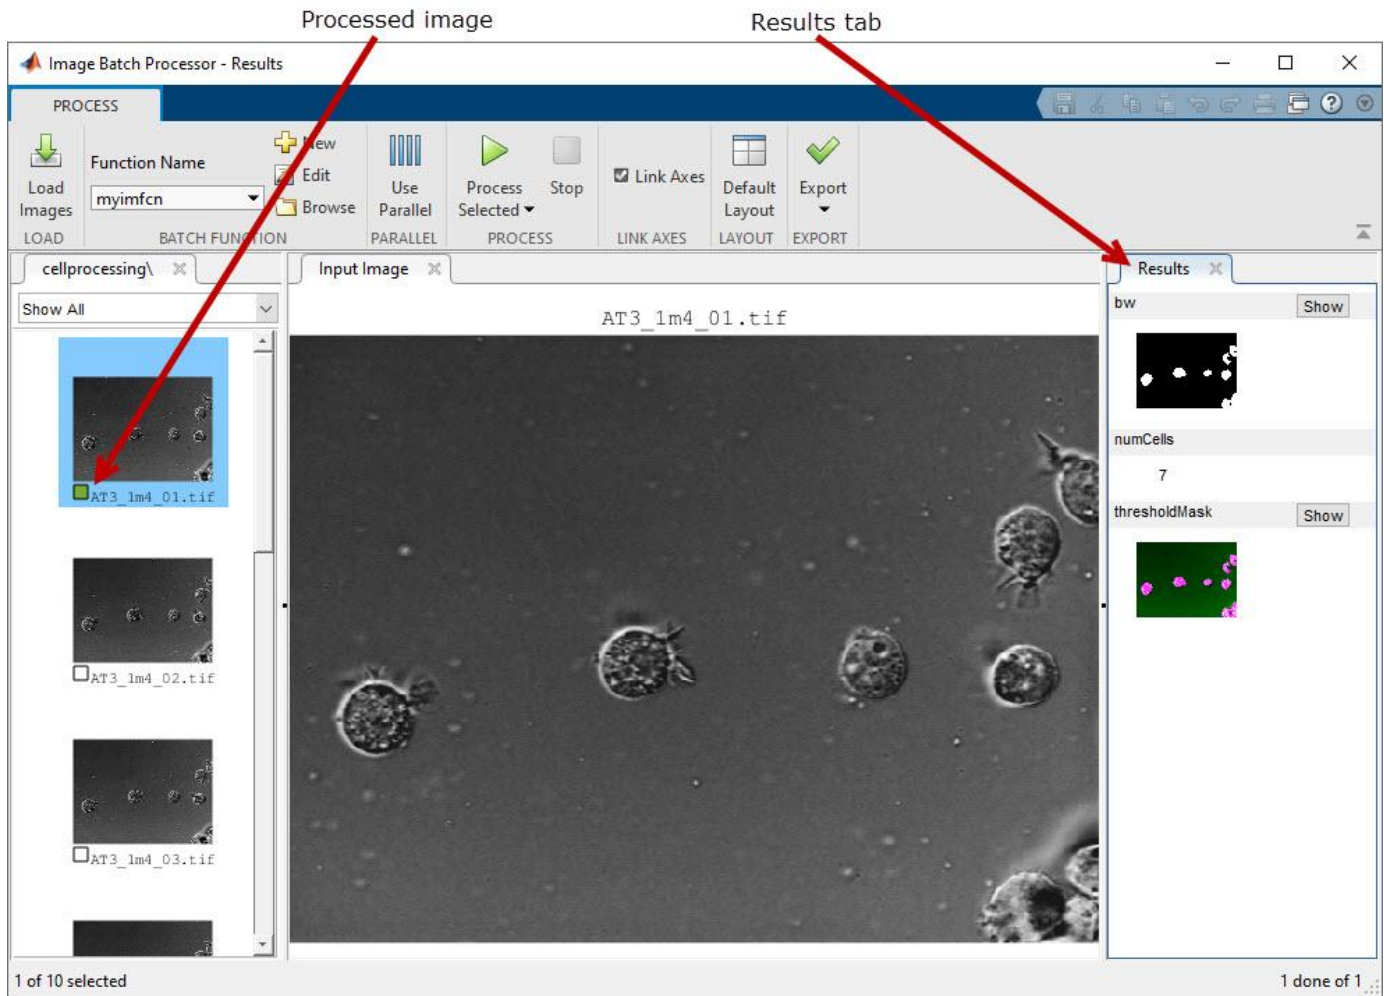 Processed image
Results tab
Image Batch Processor - Results
PROCESS
Load Images
Function Name
myimfcn
New
Edit
Browse
Use Parallel
Process Selected
Stop
Link Axes
Default Layout
Export
LOAD
BATCH FUNCTION
PARALLEL
PROCESS
LINK AXES
LAYOUT
EXPORT
cellprocessing\
Show All
AT3_1m4_01.tif
AT3_1m4_02.tif
AT3_1m4_03.tif
Input Image
AT3_1m4_01.tif
Results
bw
Show
numCells
7
thresholdMask
Show
1 of 10 selected
1 done of 1